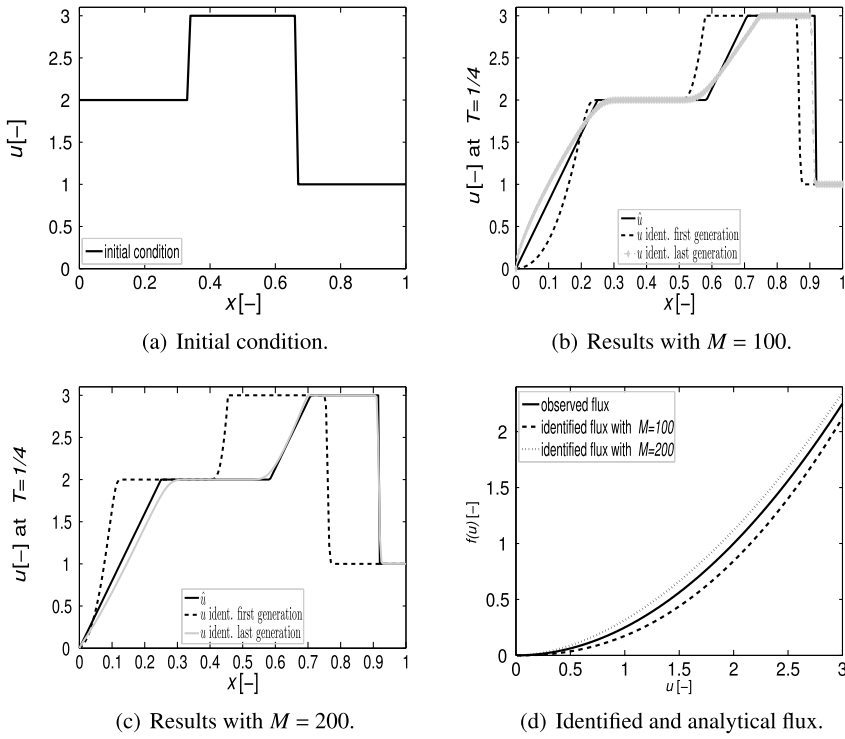 3
2.5
2
1.5
1
0.5
0
u[−]
initial condition
0 0.2 0.4 0.6 0.8 1
x[−]
(a) Initial condition.
3
2.5
2
1.5
1
0.5
0
u[−] at T=1/4
û
u ident. first generation
u ident. last generation
0 0.1 0.2 0.3 0.4 0.5 0.6 0.7 0.8 0.9 1
x[−]
(b) Results with M = 100.
3
2.5
2
1.5
1
0.5
0
u[−] at T=1/4
û
u ident. first generation
u ident. last generation
0 0.1 0.2 0.3 0.4 0.5 0.6 0.7 0.8 0.9 1
x[−]
(c) Results with M = 200.
observed flux
identified flux with M=100
identified flux with M=200
2
1.5
1
0.5
0
f(u)[−]
0 0.5 1 1.5 2 2.5 3
u[−]
(d) Identified and analytical flux.